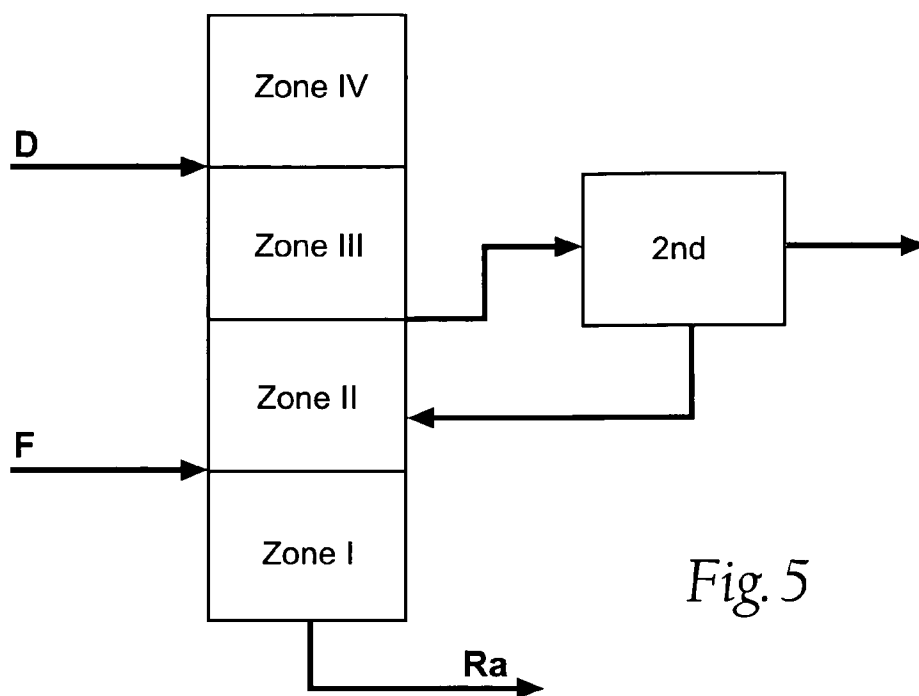 Zone IV
D
Zone III
2nd
Zone II
F
Zone I
Fig. 5
Ra